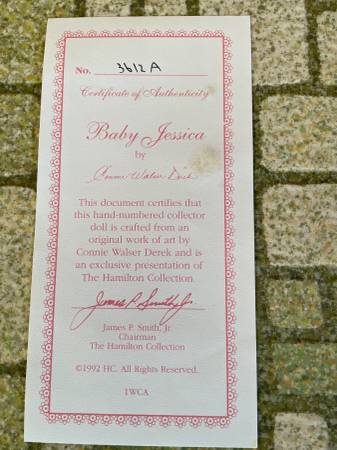 No. 3612A
Certificate of Authenticity
Baby Jessica
by
Connie Walser Derek
This document certifies that
this hand-numbered collector
doll is crafted from an
original work of art by
Connie Walser Derek and is
an exclusive presentation of
The Hamilton Collection.
James P. Smith, Jr.
James P. Smith, Jr.
Chairman
The Hamilton Collection
©1992 HC. All Rights Reserved.
1WCA